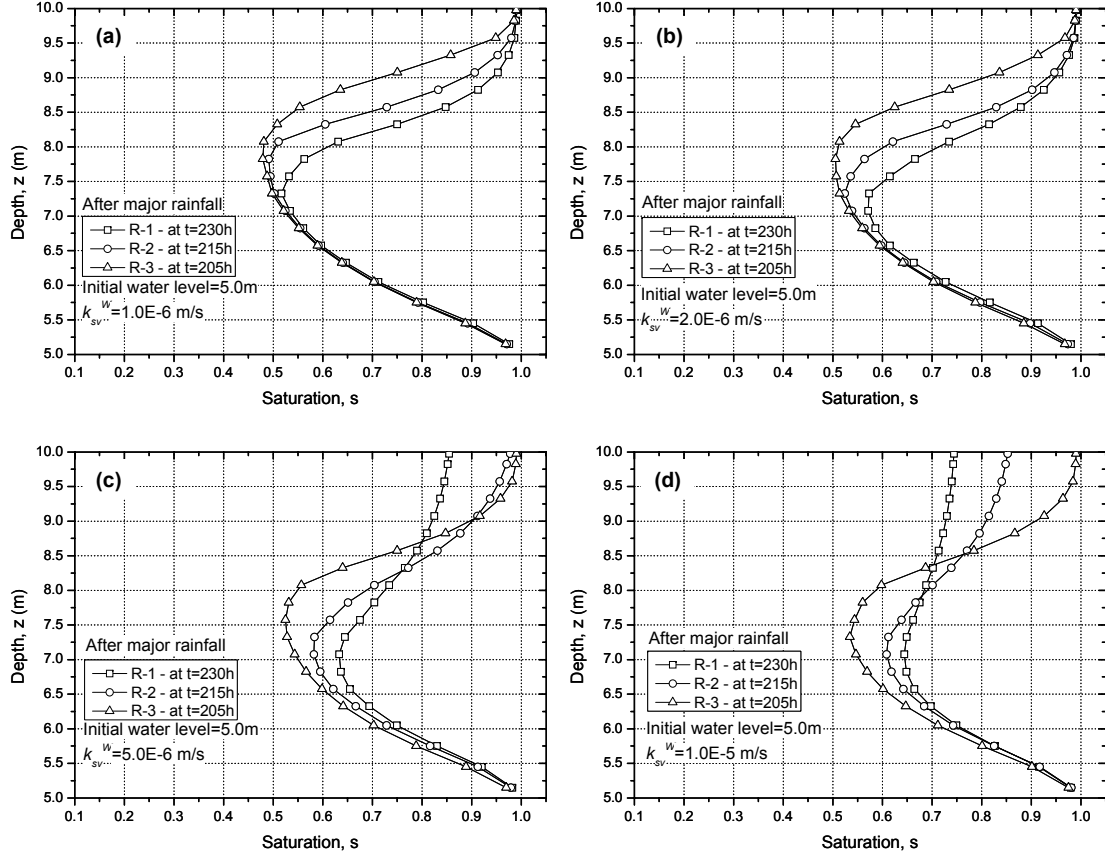 (a)
10.0
9.5
9.0
8.5
8.0
7.5
7.0
6.5
6.0
5.5
5.0
Depth, z (m)
After major rainfall
R-1 - at t=230h
R-2 - at t=215h
R-3 - at t=205h
Initial water level=5.0m
k_sv^W=1.0E-6 m/s
0.1 0.2 0.3 0.4 0.5 0.6 0.7 0.8 0.9 1.0
Saturation, s
(b)
10.0
9.5
9.0
8.5
8.0
7.5
7.0
6.5
6.0
5.5
5.0
Depth, z (m)
After major rainfall
R-1 - at t=230h
R-2 - at t=215h
R-3 - at t=205h
Initial water level=5.0m
k_sv^W=2.0E-6 m/s
0.1 0.2 0.3 0.4 0.5 0.6 0.7 0.8 0.9 1.0
Saturation, s
(c)
10.0
9.5
9.0
8.5
8.0
7.5
7.0
6.5
6.0
5.5
5.0
Depth, z (m)
After major rainfall
R-1 - at t=230h
R-2 - at t=215h
R-3 - at t=205h
Initial water level=5.0m
k_sv^W=5.0E-6 m/s
0.1 0.2 0.3 0.4 0.5 0.6 0.7 0.8 0.9 1.0
Saturation, s
(d)
10.0
9.5
9.0
8.5
8.0
7.5
7.0
6.5
6.0
5.5
5.0
Depth, z (m)
After major rainfall
R-1 - at t=230h
R-2 - at t=215h
R-3 - at t=205h
Initial water level=5.0m
k_sv^W=1.0E-5 m/s
0.1 0.2 0.3 0.4 0.5 0.6 0.7 0.8 0.9 1.0
Saturation, s